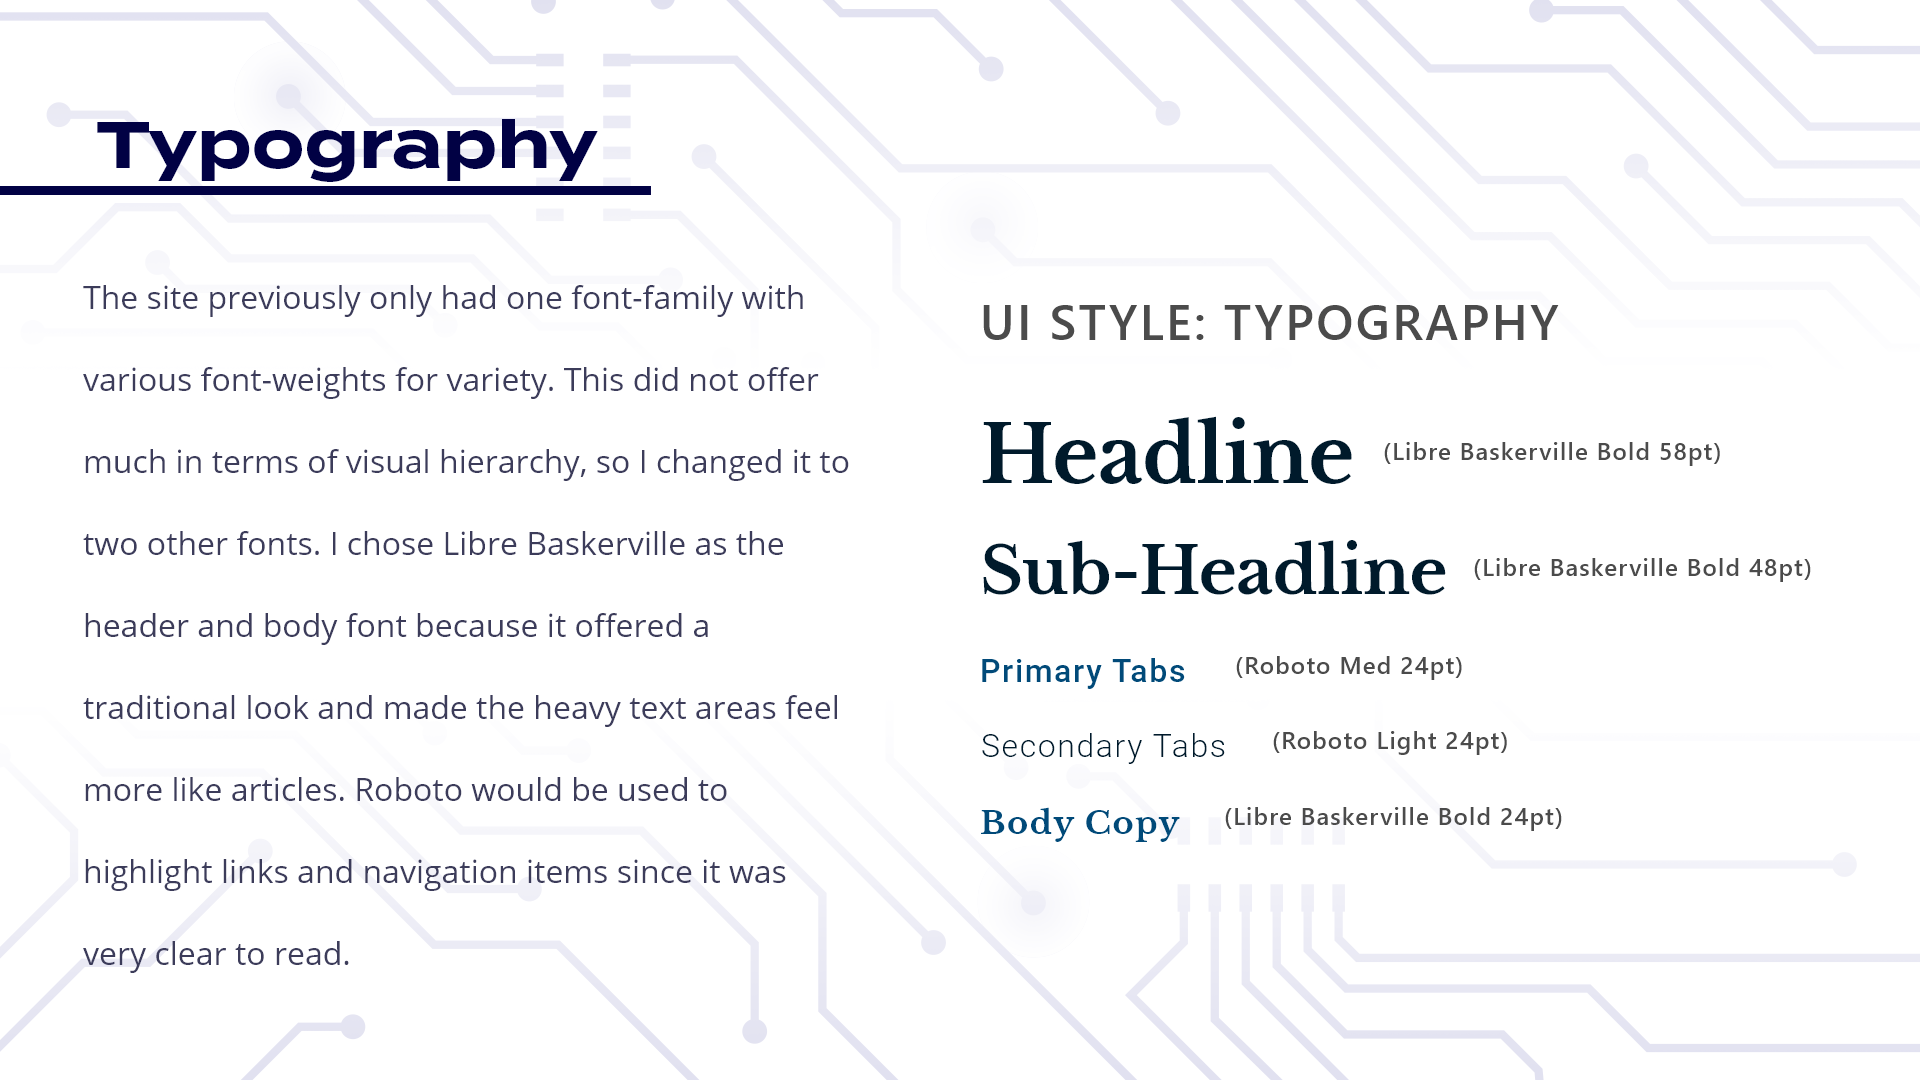 Typography
The site previously only had one font-family with
various font-weights for variety. This did not offer
much in terms of visual hierarchy, so I changed it to
two other fonts. I chose Libre Baskerville as the
header and body font because it offered a
traditional look and made the heavy text areas feel
more like articles. Roboto would be used to
highlight links and navigation items since it was
very clear to read.
UI STYLE: TYPOGRAPHY
Headline (Libre Baskerville Bold 58pt)
Sub-Headline (Libre Baskerville Bold 48pt)
Primary Tabs (Roboto Med 24pt)
Secondary Tabs (Roboto Light 24pt)
Body Copy (Libre Baskerville Bold 24pt)